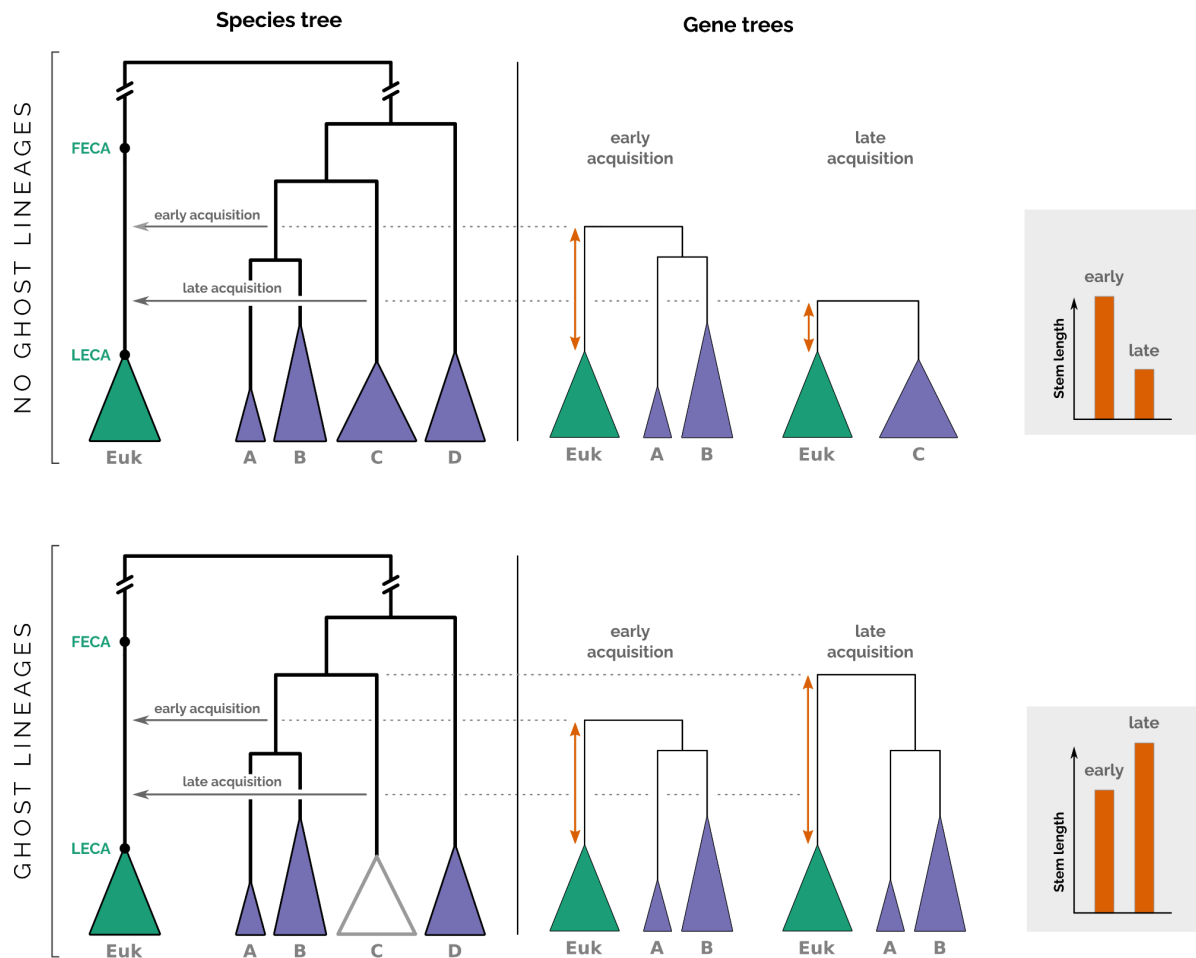 Species tree
Gene trees
NO GHOST LINEAGES
FECA
early
acquisition
late
acquisition
early acquisition
late acquisition
LECA
Euk
A
B
C
D
Euk
A
B
Euk
C
early
late
Stem length
GHOST LINEAGES
FECA
early
acquisition
late
acquisition
early acquisition
late acquisition
LECA
Euk
A
B
C
D
Euk
A
B
Euk
A
B
late
early
Stem length